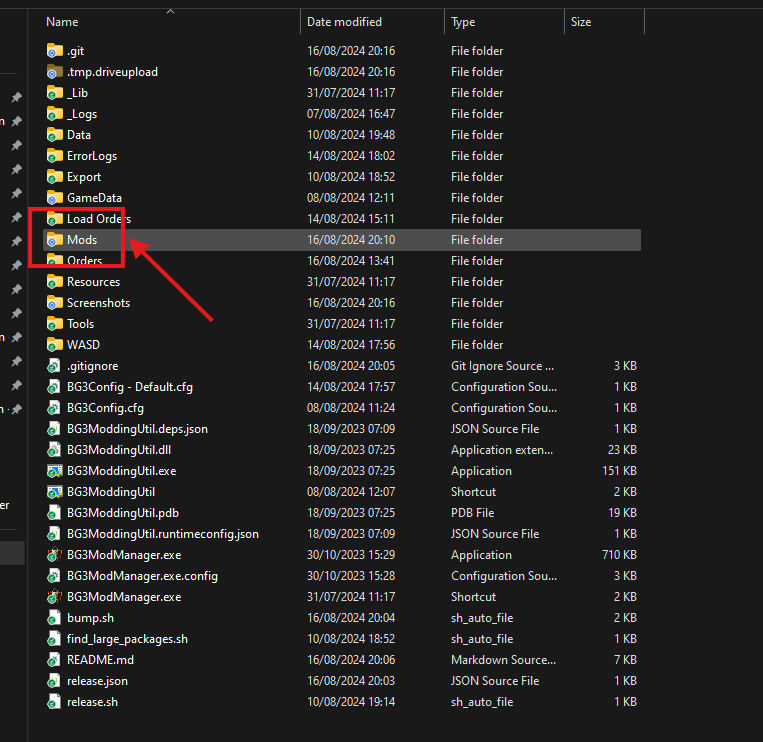 Name Date modified Type Size
.git 16/08/2024 20:16 File folder
.tmp.driveupload 16/08/2024 20:16 File folder
_Lib 31/07/2024 11:17 File folder
_Logs 07/08/2024 16:47 File folder
Data 10/08/2024 19:48 File folder
ErrorLogs 14/08/2024 18:02 File folder
Export 10/08/2024 18:52 File folder
GameData 08/08/2024 12:11 File folder
Load Orders 14/08/2024 15:11 File folder
Mods 16/08/2024 20:10 File folder
Orders 16/08/2024 13:41 File folder
Resources 31/07/2024 11:17 File folder
Screenshots 16/08/2024 20:16 File folder
Tools 31/07/2024 11:17 File folder
WASD 14/08/2024 17:56 File folder
.gitignore 16/08/2024 20:05 Git Ignore Source ... 3 KB
BG3Config - Default.cfg 14/08/2024 17:57 Configuration Sou... 1 KB
BG3Config.cfg 08/08/2024 11:24 Configuration Sou... 1 KB
BG3ModdingUtil.deps.json 18/09/2023 07:09 JSON Source File 1 KB
BG3ModdingUtil.dll 18/09/2023 07:25 Application exten... 23 KB
BG3ModdingUtil.exe 18/09/2023 07:25 Application 151 KB
BG3ModdingUtil 08/08/2024 12:07 Shortcut 2 KB
BG3ModdingUtil.pdb 18/09/2023 07:25 PDB File 19 KB
BG3ModdingUtil.runtimeconfig.json 18/09/2023 07:09 JSON Source File 1 KB
BG3ModManager.exe 30/10/2023 15:29 Application 710 KB
BG3ModManager.exe.config 30/10/2023 15:28 Configuration Sou... 3 KB
BG3ModManager.exe 31/07/2024 11:17 Shortcut 2 KB
bump.sh 16/08/2024 20:04 sh_auto_file 2 KB
find_large_packages.sh 10/08/2024 18:52 sh_auto_file 1 KB
README.md 16/08/2024 20:06 Markdown Source... 7 KB
release.json 16/08/2024 20:03 JSON Source File 1 KB
release.sh 10/08/2024 19:14 sh_auto_file 1 KB